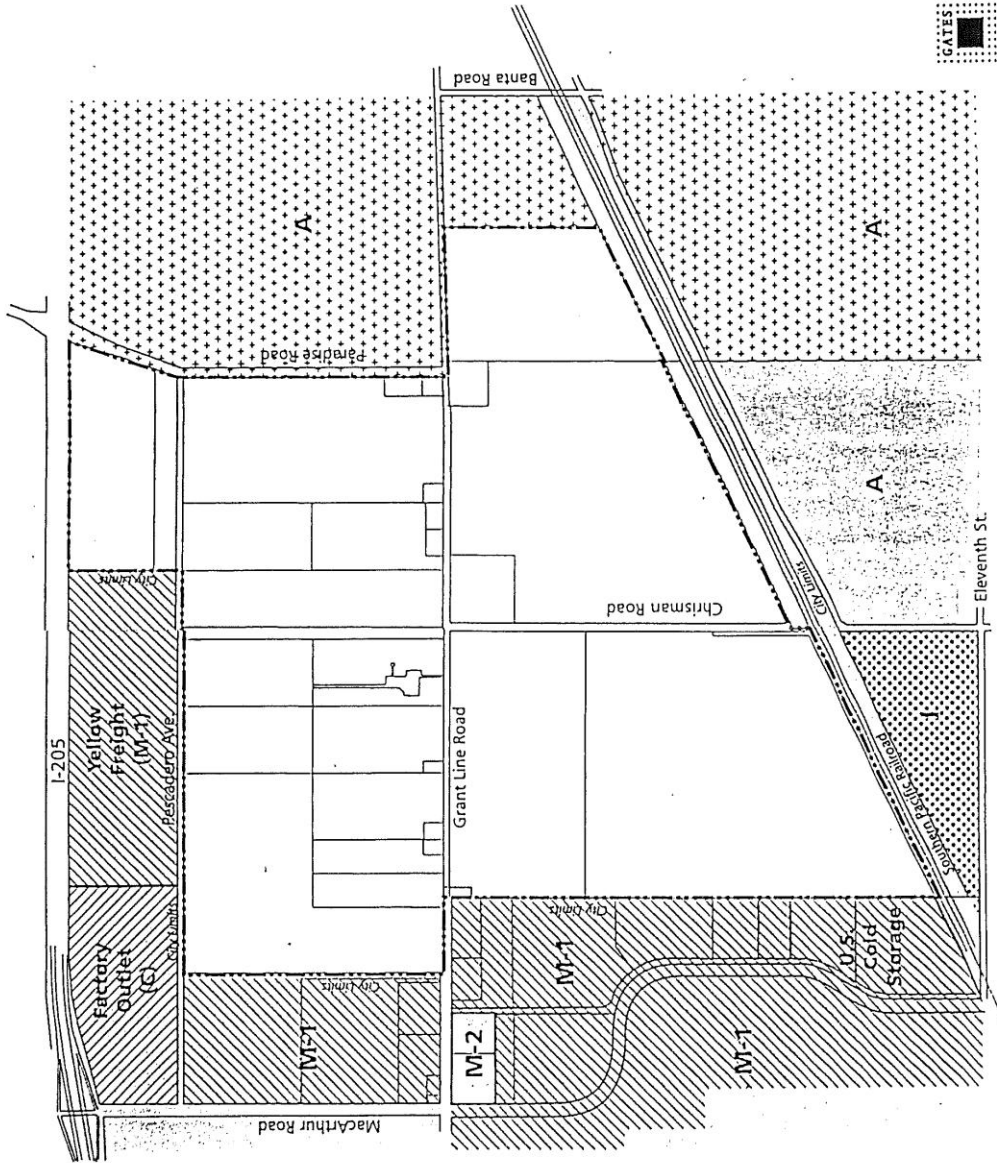 GATES
I-205
Banta Road
A
Paradise Road
City Limits
Yellow
Freight
(M-1)
Pescadero Ave.
Factory
Outlet
(C)
City Limits
City Limits
M-1
MacArthur Road
Grant Line Road
Chrisman Road
M-2
M-1
City Limits
M-1
U.S.
Cold
Storage
City Limits
Southern Pacific Railroad
I
A
A
Eleventh St.